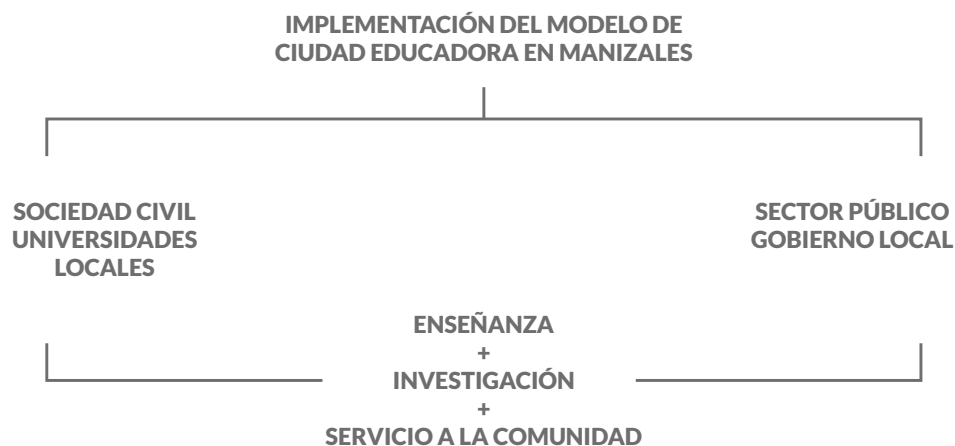 IMPLEMENTACIÓN DEL MODELO DE
CIUDAD EDUCADORA EN MANIZALES
SOCIEDAD CIVIL
UNIVERSIDADES
LOCALES
SECTOR PÚBLICO
GOBIERNO LOCAL
ENSEÑANZA
+
INVESTIGACIÓN
+
SERVICIO A LA COMUNIDAD